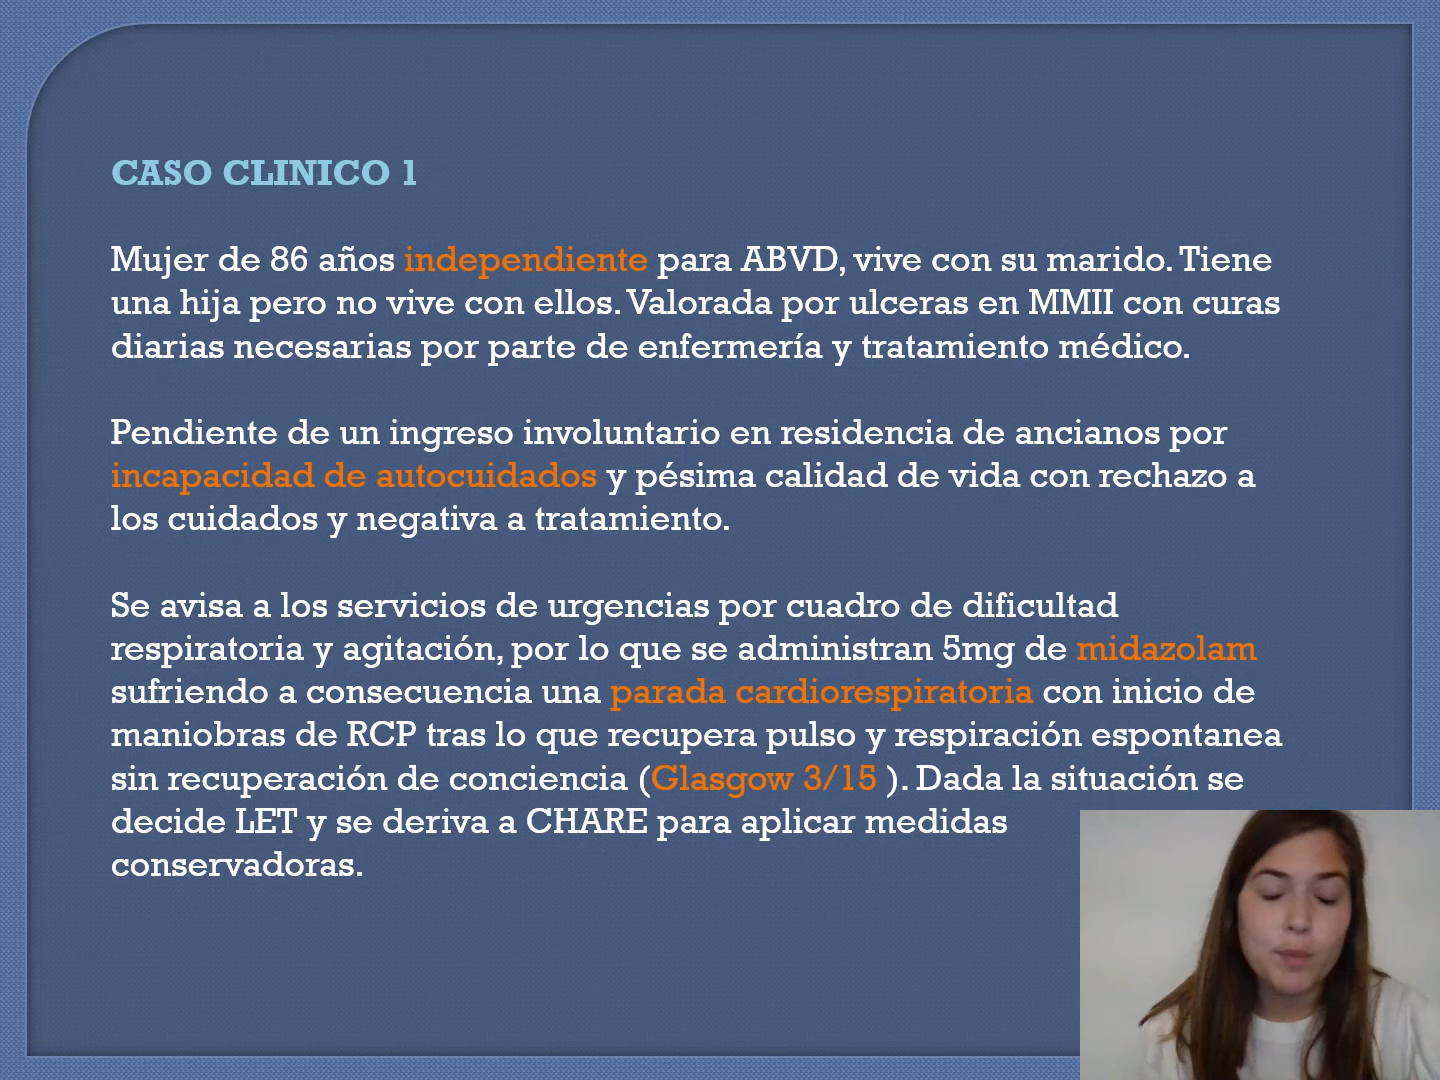 CASO CLINICO 1
Mujer de 86 años independiente para ABVD, vive con su marido. Tiene
una hija pero no vive con ellos. Valorada por ulceras en MMII con curas
diarias necesarias por parte de enfermería y tratamiento médico.
Pendiente de un ingreso involuntario en residencia de ancianos por
incapacidad de autocuidados y pésima calidad de vida con rechazo a
los cuidados y negativa a tratamiento.
Se avisa a los servicios de urgencias por cuadro de dificultad
respiratoria y agitación, por lo que se administran 5mg de midazolam
sufriendo a consecuencia una parada cardiorespiratoria con inicio de
maniobras de RCP tras lo que recupera pulso y respiración espontanea
sin recuperación de conciencia (Glasgow 3/15 ). Dada la situación se
decide LET y se deriva a CHARE para aplicar medidas
conservadoras.